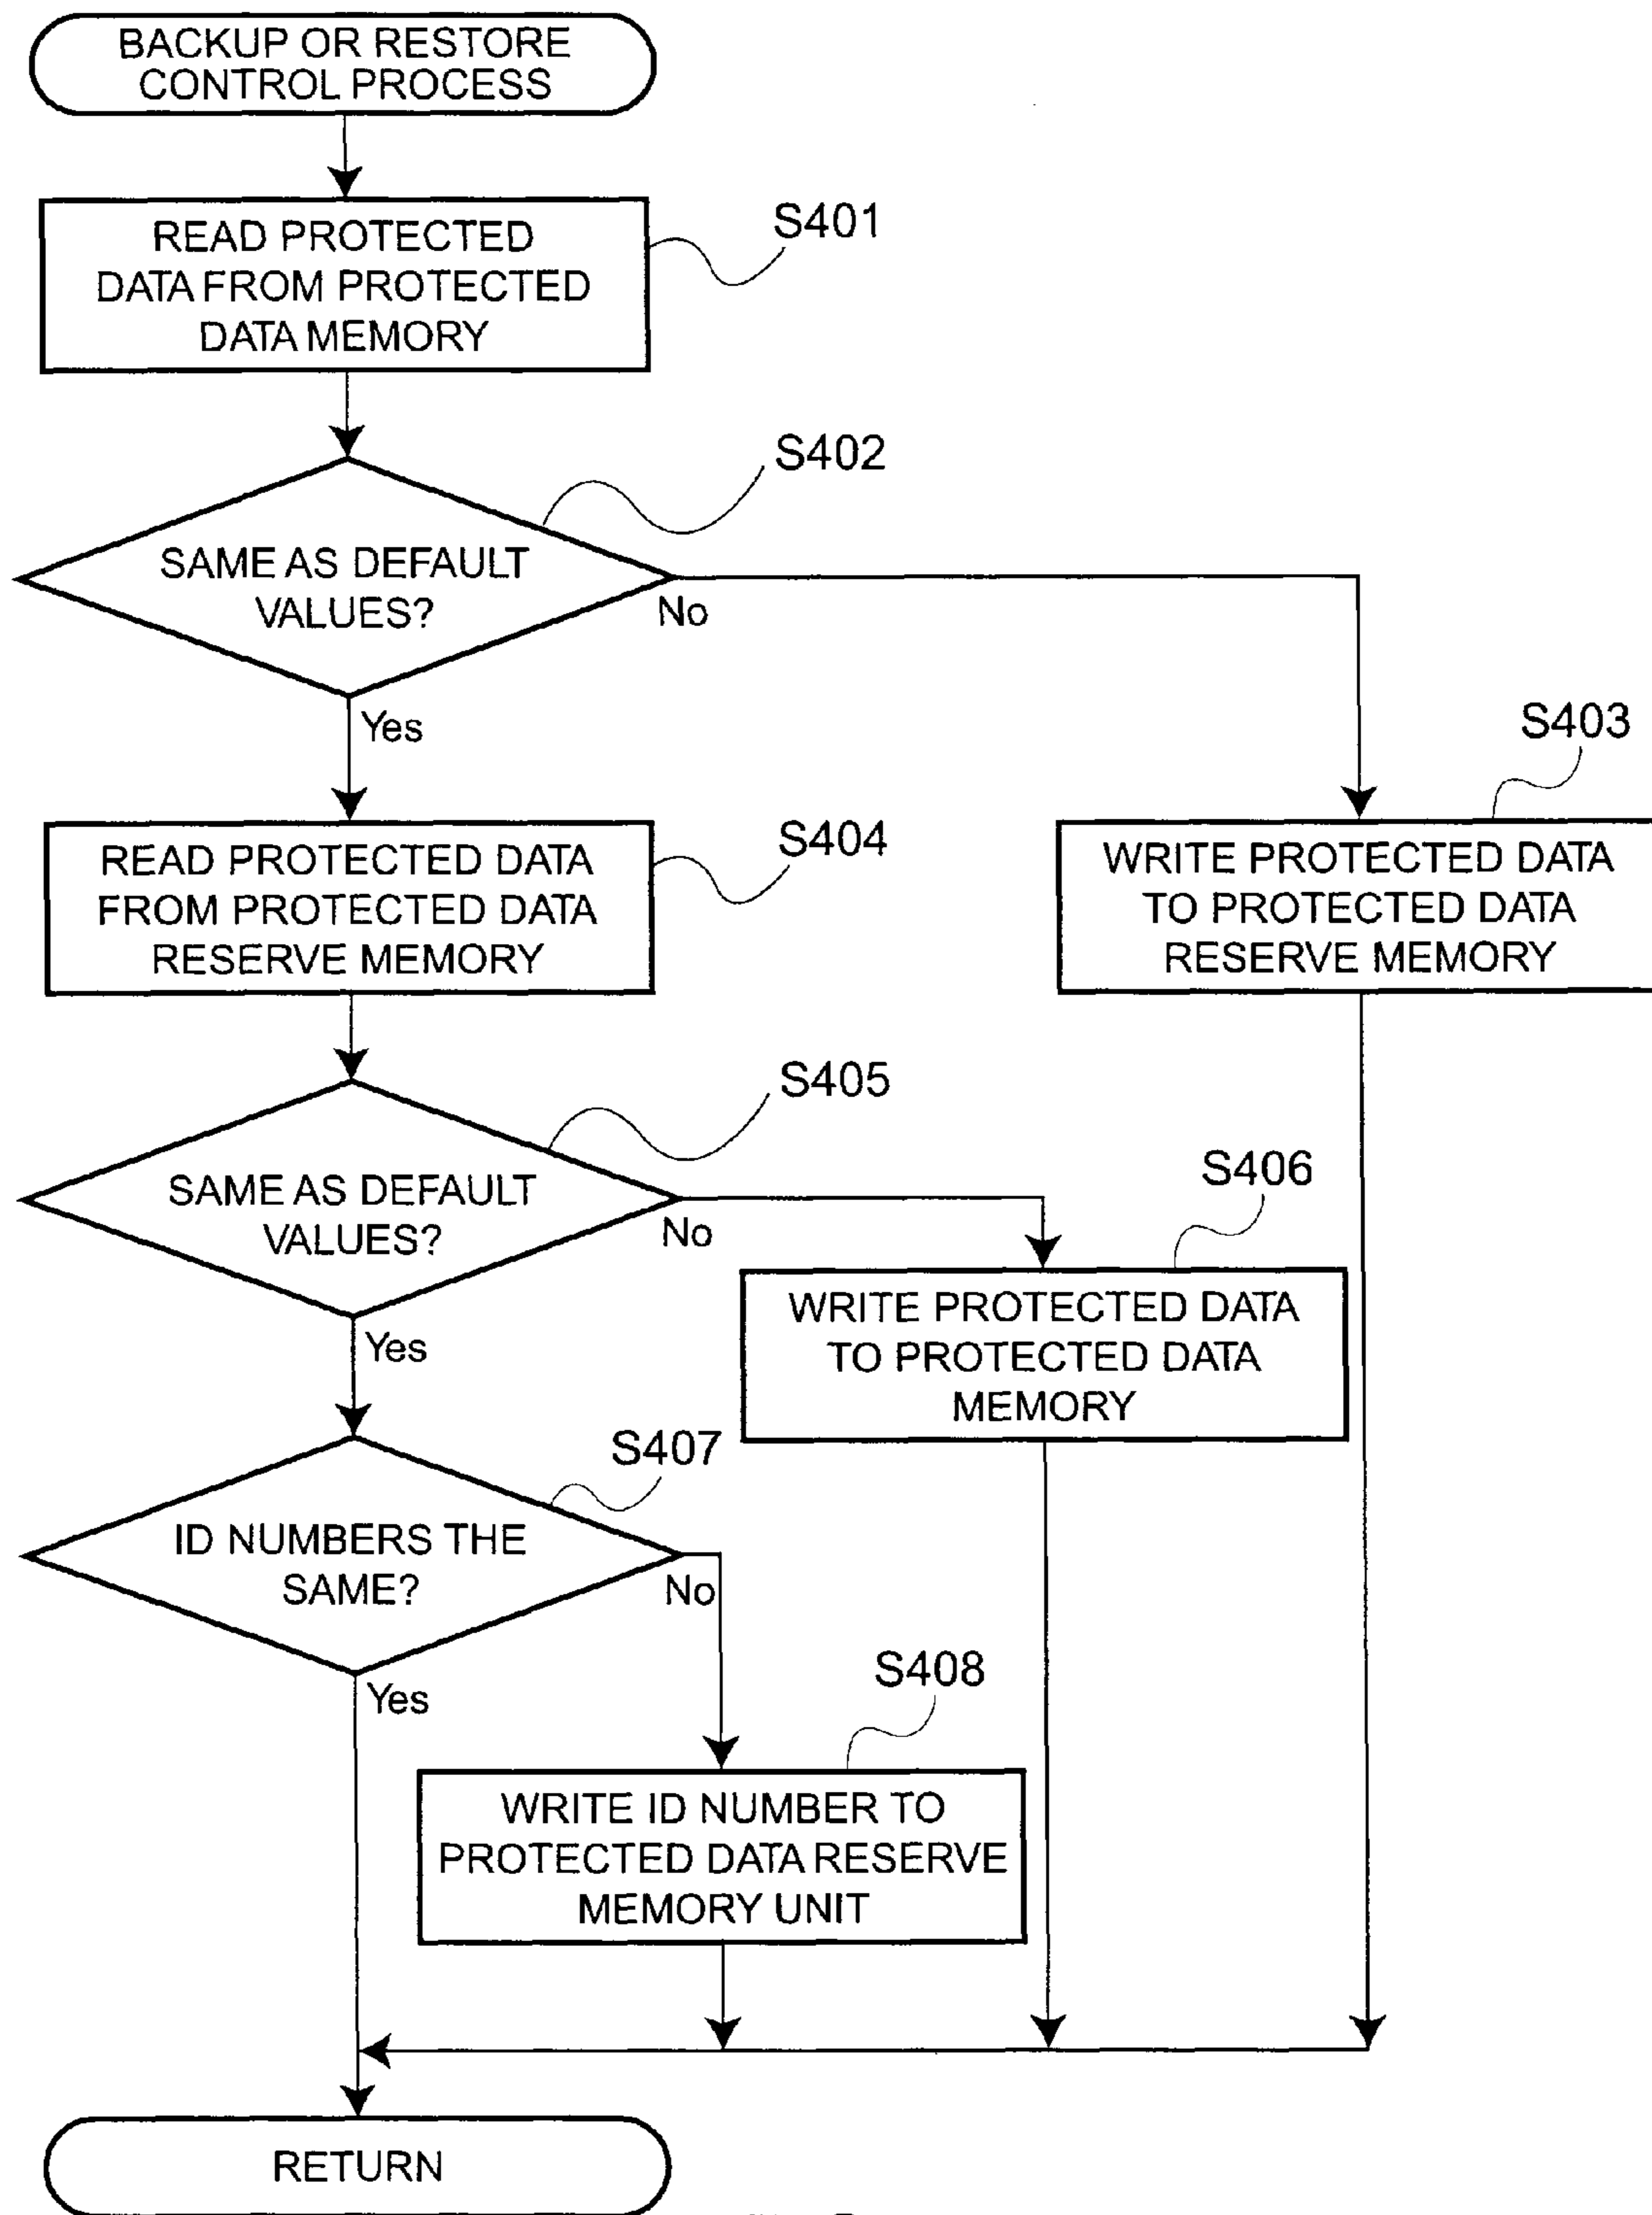 BACKUP OR RESTORE
CONTROL PROCESS
READ PROTECTED
DATA FROM PROTECTED
DATA MEMORY
S401
SAME AS DEFAULT
VALUES?
S402
No
Yes
S403
WRITE PROTECTED DATA
TO PROTECTED DATA
RESERVE MEMORY
READ PROTECTED DATA
FROM PROTECTED DATA
RESERVE MEMORY
S404
SAME AS DEFAULT
VALUES?
S405
No
Yes
S406
WRITE PROTECTED DATA
TO PROTECTED DATA
MEMORY
S407
ID NUMBERS THE
SAME?
No
Yes
S408
WRITE ID NUMBER TO
PROTECTED DATA RESERVE
MEMORY UNIT
RETURN